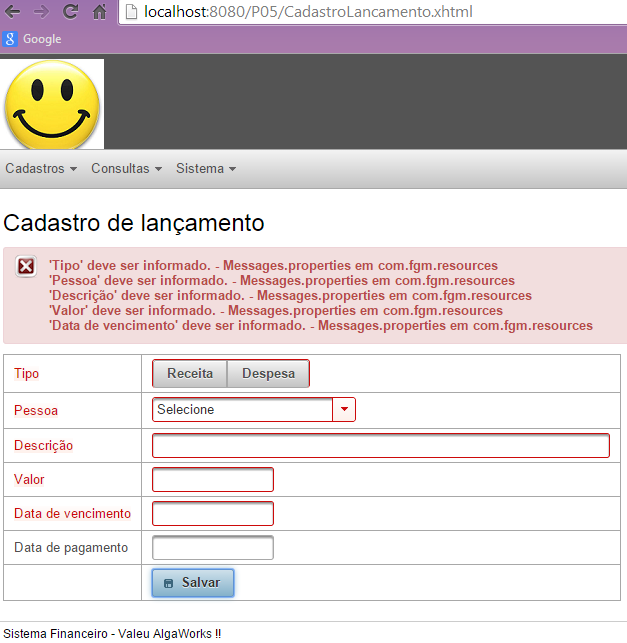 localhost:8080/P05/CadastroLancamento.xhtml
8 Google
Cadastros Consultas Sistema
Cadastro de lançamento
'Tipo' deve ser informado. - Messages.properties em com.fgm.resources
'Pessoa' deve ser informado. - Messages.properties em com.fgm.resources
'Descrição' deve ser informado. - Messages.properties em com.fgm.resources
'Valor' deve ser informado. - Messages.properties em com.fgm.resources
'Data de vencimento' deve ser informado. - Messages.properties em com.fgm.resources
Tipo Receita Despesa
Pessoa Selecione
Descrição
Valor
Data de vencimento
Data de pagamento
Salvar
Sistema Financeiro - Valeu AlgaWorks !!